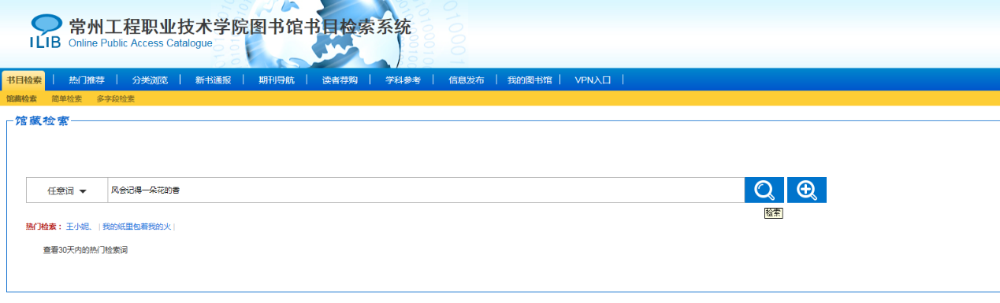 常州工程职业技术学院图书馆书目检索系统
ILIB Online Public Access Catalogue
书目检索 | 热门推荐 | 分类浏览 | 新书通报 | 期刊导航 | 读者荐购 | 学科参考 | 信息发布 | 我的图书馆 | VPN入口 |
馆藏检索 简单检索 多字段检索
馆藏检索
任意词 风会记得一朵花的香
检索
热门检索： 王小妮、 | 我的纸里包着我的火 |
查看30天内的热门检索词